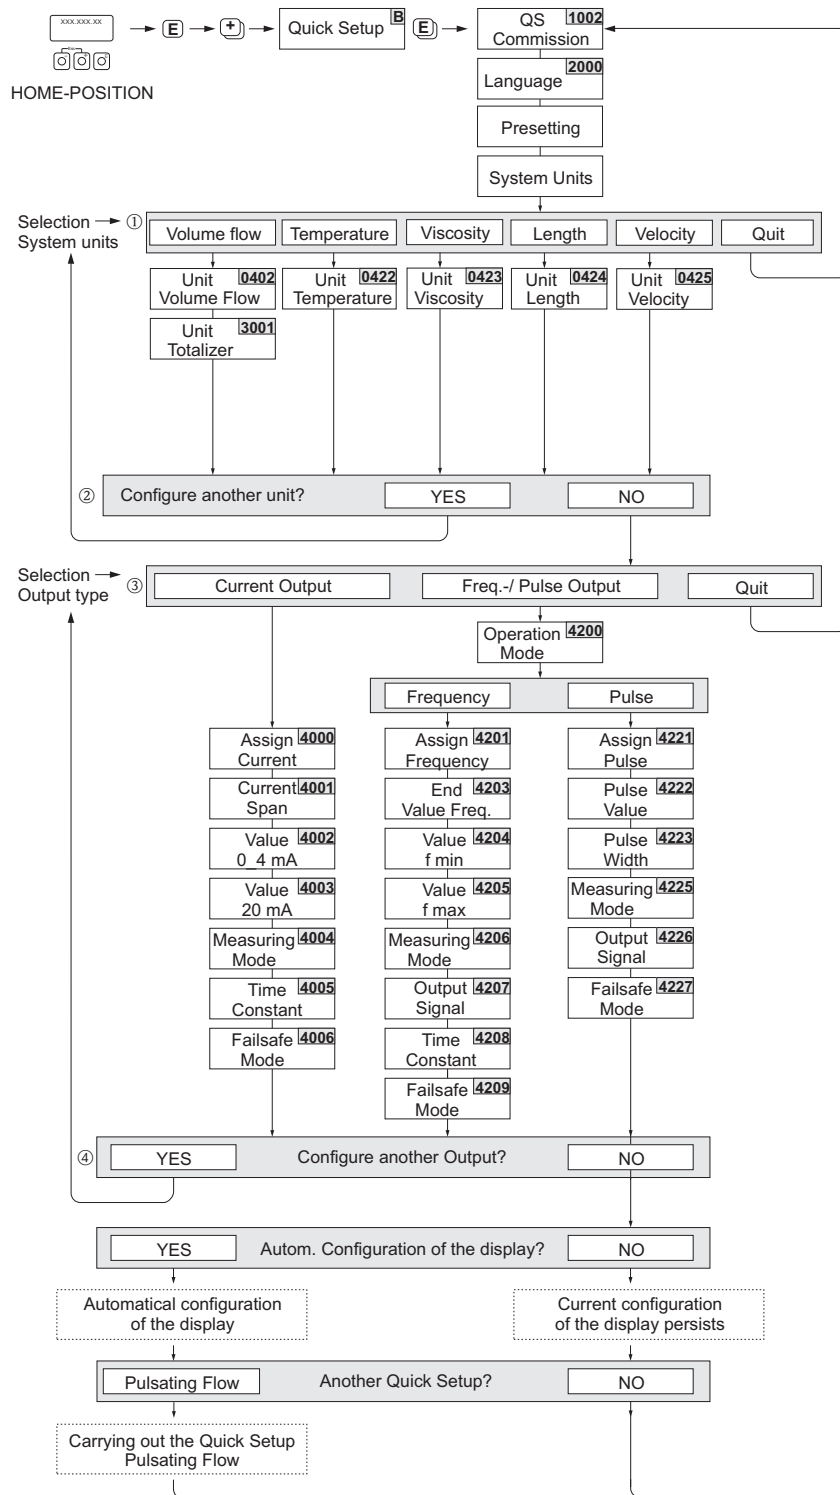 xxx.xxx.xx
Esc
E
+
Quick Setup B
E
QS 1002
Commission
HOME-POSITION
Language 2000
Presetting
System Units
Selection
System units
①
Volume flow
Temperature
Viscosity
Length
Velocity
Quit
Unit 0402
Volume Flow
Unit 0422
Temperature
Unit 0423
Viscosity
Unit 0424
Length
Unit 0425
Velocity
Unit 3001
Totalizer
②
Configure another unit?
YES
NO
Selection
Output type
③
Current Output
Freq.-/ Pulse Output
Quit
Operation 4200
Mode
Frequency
Pulse
Assign 4000
Current
Current 4001
Span
Value 4002
0_4 mA
Value 4003
20 mA
Measuring 4004
Mode
Time 4005
Constant
Failsafe 4006
Mode
Assign 4201
Frequency
End 4203
Value Freq.
Value 4204
f min
Value 4205
f max
Measuring 4206
Mode
Output 4207
Signal
Time 4208
Constant
Failsafe 4209
Mode
Assign 4221
Pulse
Pulse 4222
Value
Pulse 4223
Width
Measuring 4225
Mode
Output 4226
Signal
Failsafe 4227
Mode
④
YES
Configure another Output?
NO
YES
Autom. Configuration of the display?
NO
Automatical configuration
of the display
Current configuration
of the display persists
Pulsating Flow
Another Quick Setup?
NO
Carrying out the Quick Setup
Pulsating Flow